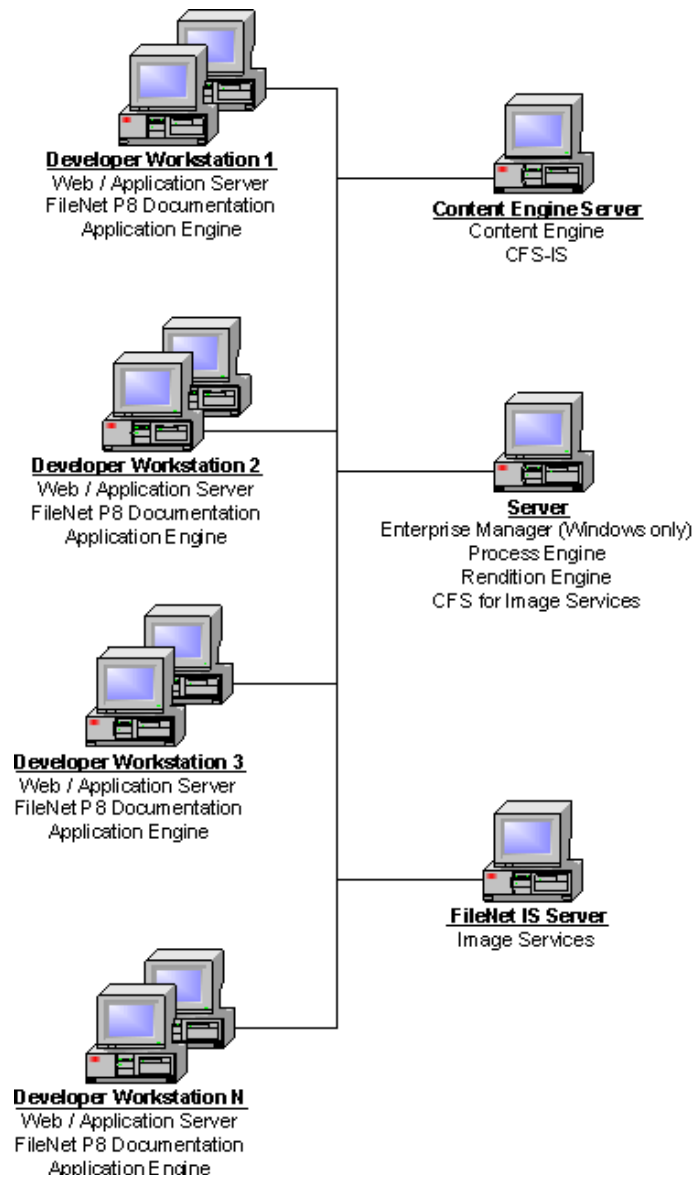 Developer Workstation 1
Web / Application Server
FileNet P8 Documentation
Application Engine
Content Engine Server
Content Engine
CFS-IS
Developer Workstation 2
Web / Application Server
FileNet P8 Documentation
Application Engine
Server
Enterprise Manager (Windows only)
Process Engine
Rendition Engine
CFS for Image Services
Developer Workstation 3
Web / Application Server
FileNet P8 Documentation
Application Engine
FileNet IS Server
Image Services
Developer Workstation N
Web / Application Server
FileNet P8 Documentation
Application Engine